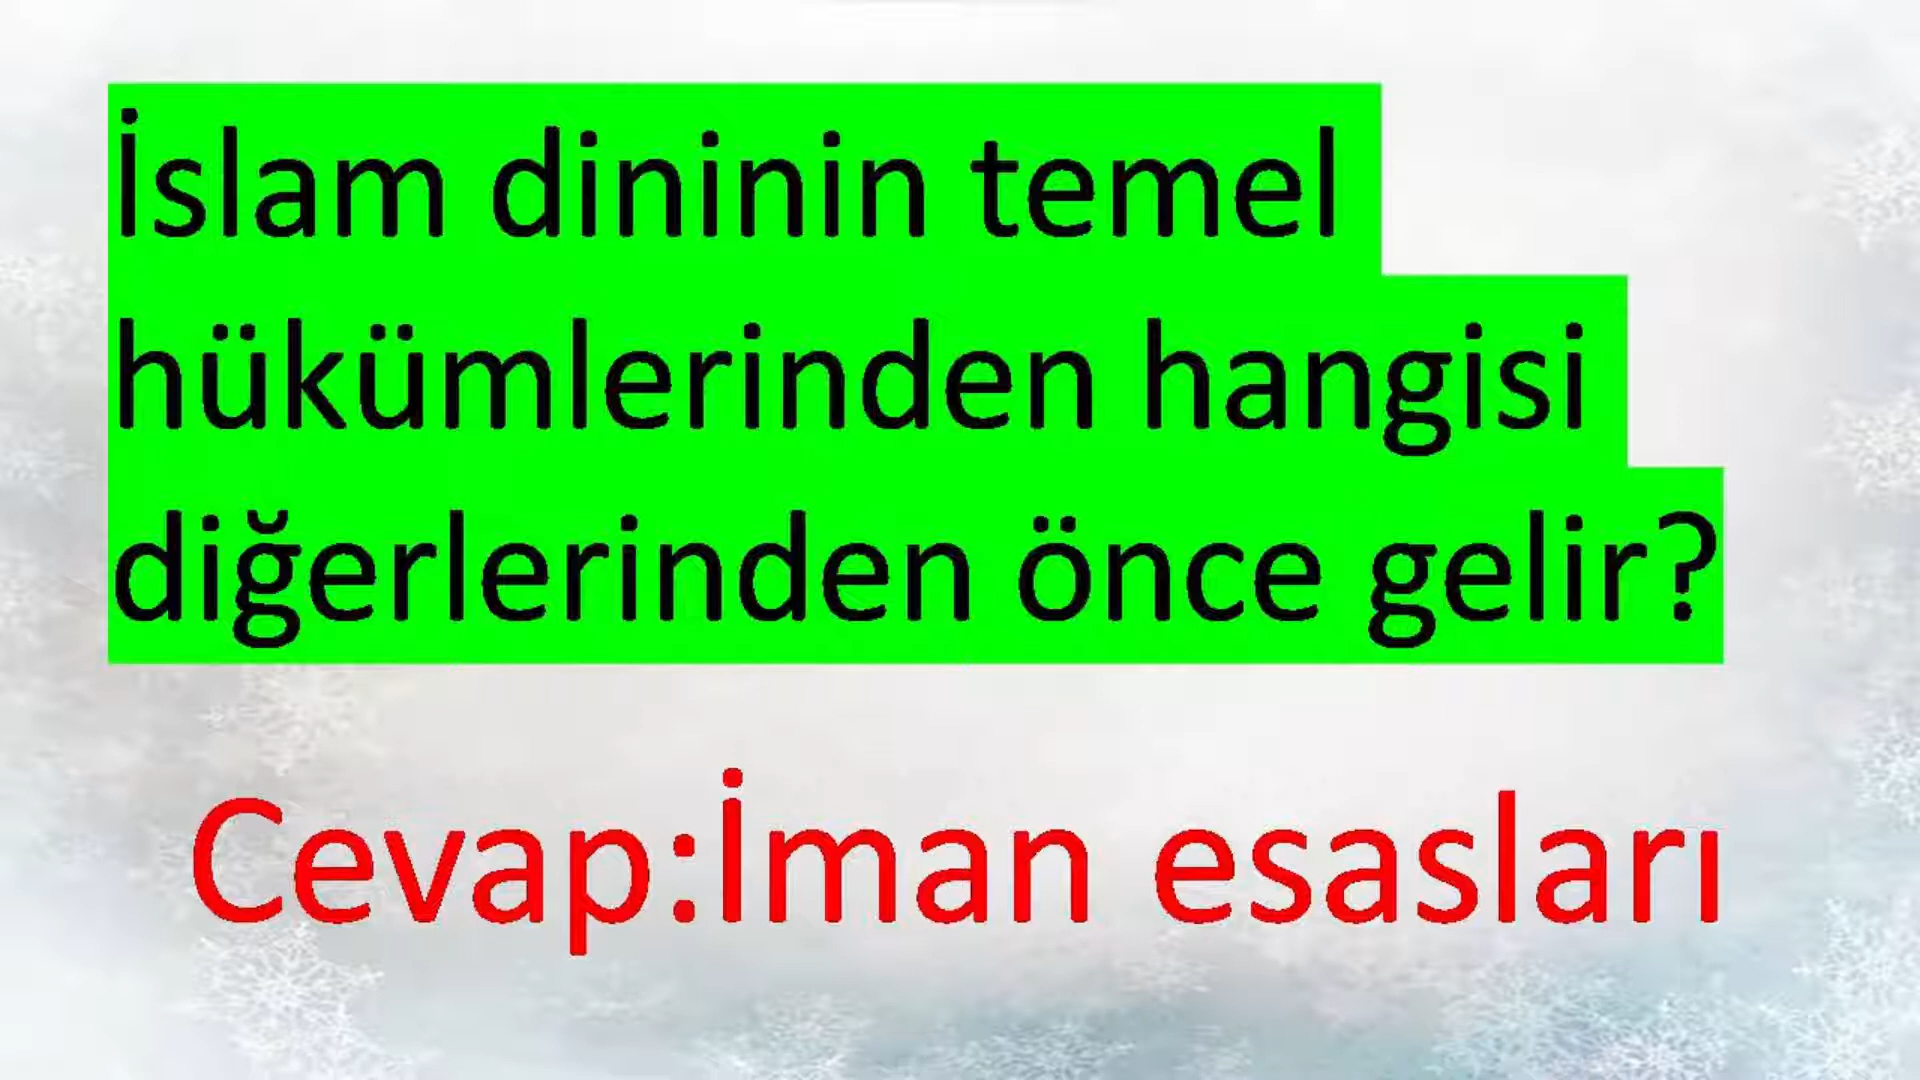 İslam dininin temel
hükümlerinden hangisi
diğerlerinden önce gelir?
Cevap:İman esasları